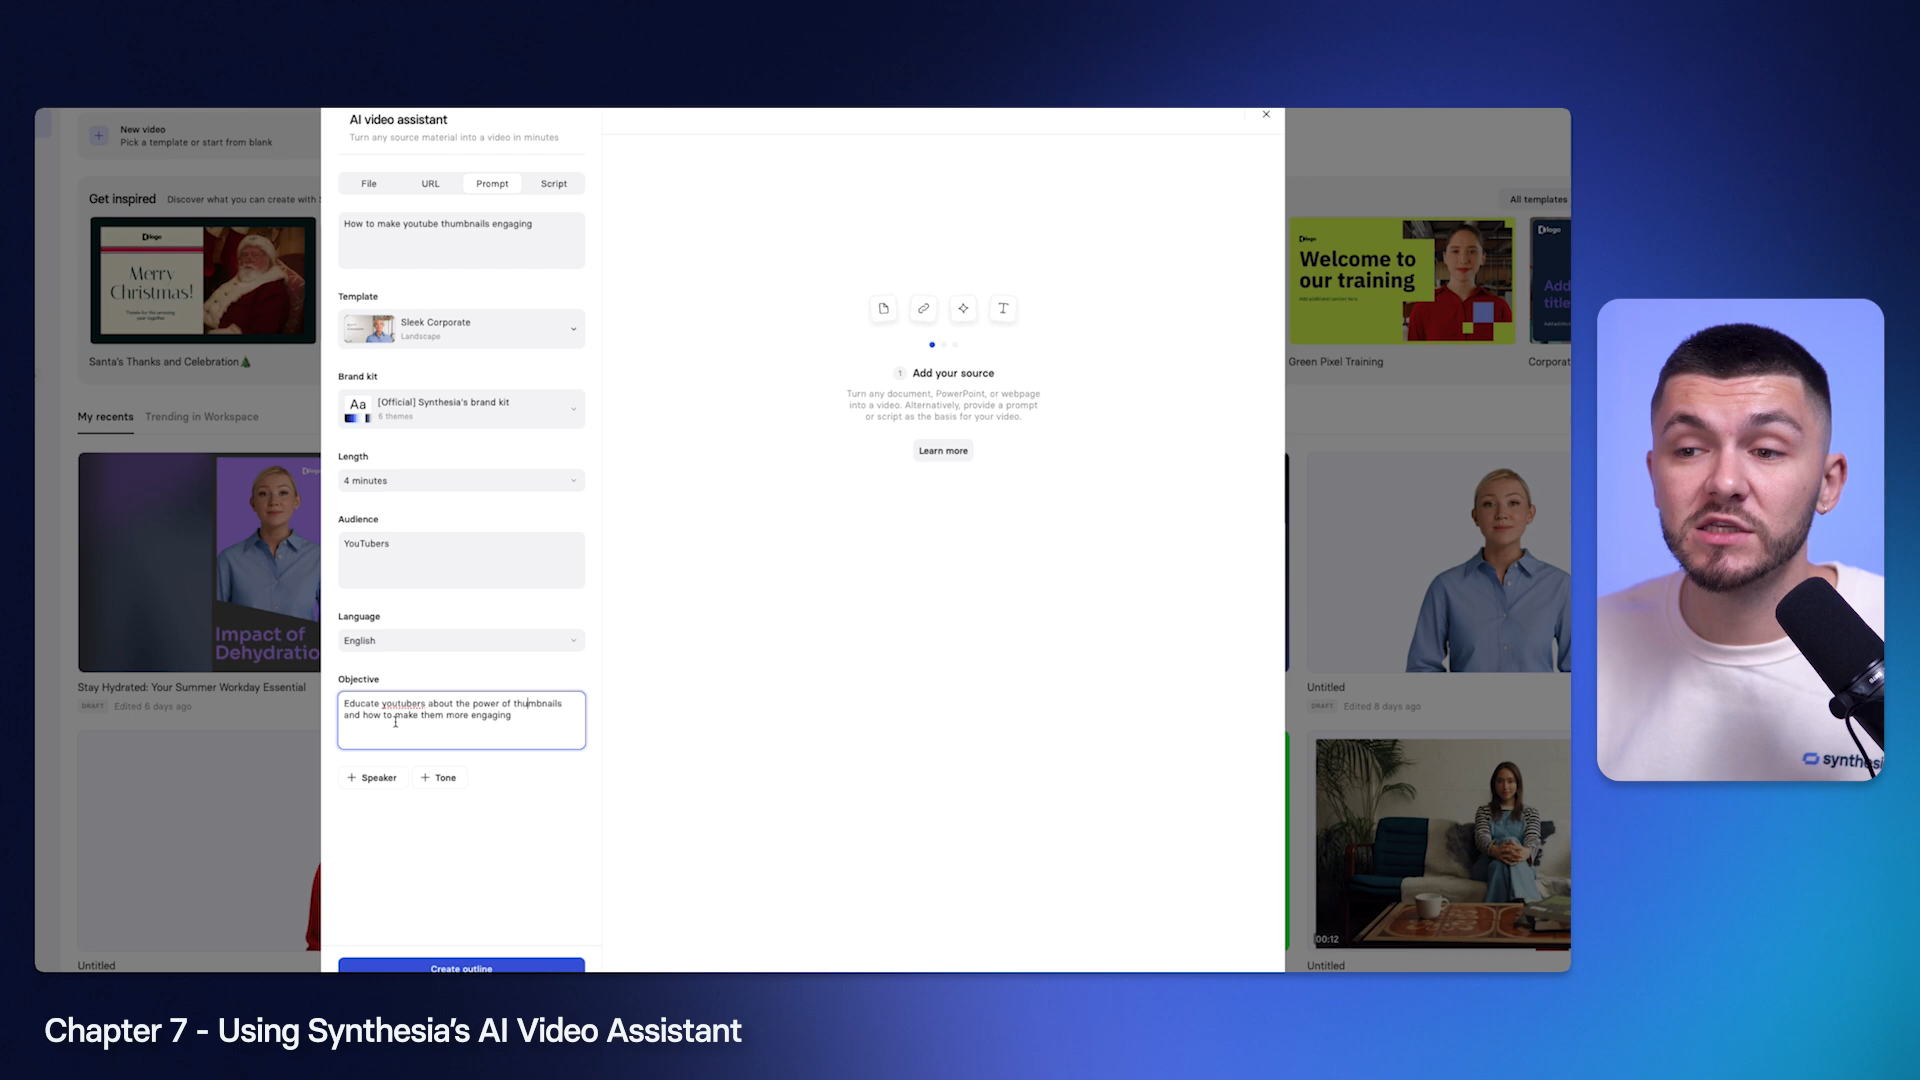 New video
Pick a template or start from blank
Get inspired
Discover what you can create with
logo
Merry
Christmas!
Santa's Thanks and Celebration
My recents
Trending in Workspace
Impact of
Dehydratio
Stay Hydrated: Your Summer Workday Essential
DRAFT
Edited 6 days ago
Untitled
AI video assistant
Turn any source material into a video in minutes
File
URL
Prompt
Script
How to make youtube thumbnails engaging
Template
Sleek Corporate
Landscape
Brand kit
Aa
[Official] Synthesia's brand kit
6 themes
Length
4 minutes
Audience
YouTubers
Language
English
Objective
Educate youtubers about the power of thumbnails
and how to make them more engaging
+ Speaker
+ Tone
Create outline
1 Add your source
Turn any document, PowerPoint, or webpage
into a video. Alternatively, provide a prompt
or script as the basis for your video.
Learn more
All templates
logo
Welcome to
our training
Green Pixel Training
logo
Add
title
Corporat
Untitled
DRAFT
Edited 8 days ago
00:12
Untitled
synthesi
Chapter 7 - Using Synthesia's AI Video Assistant